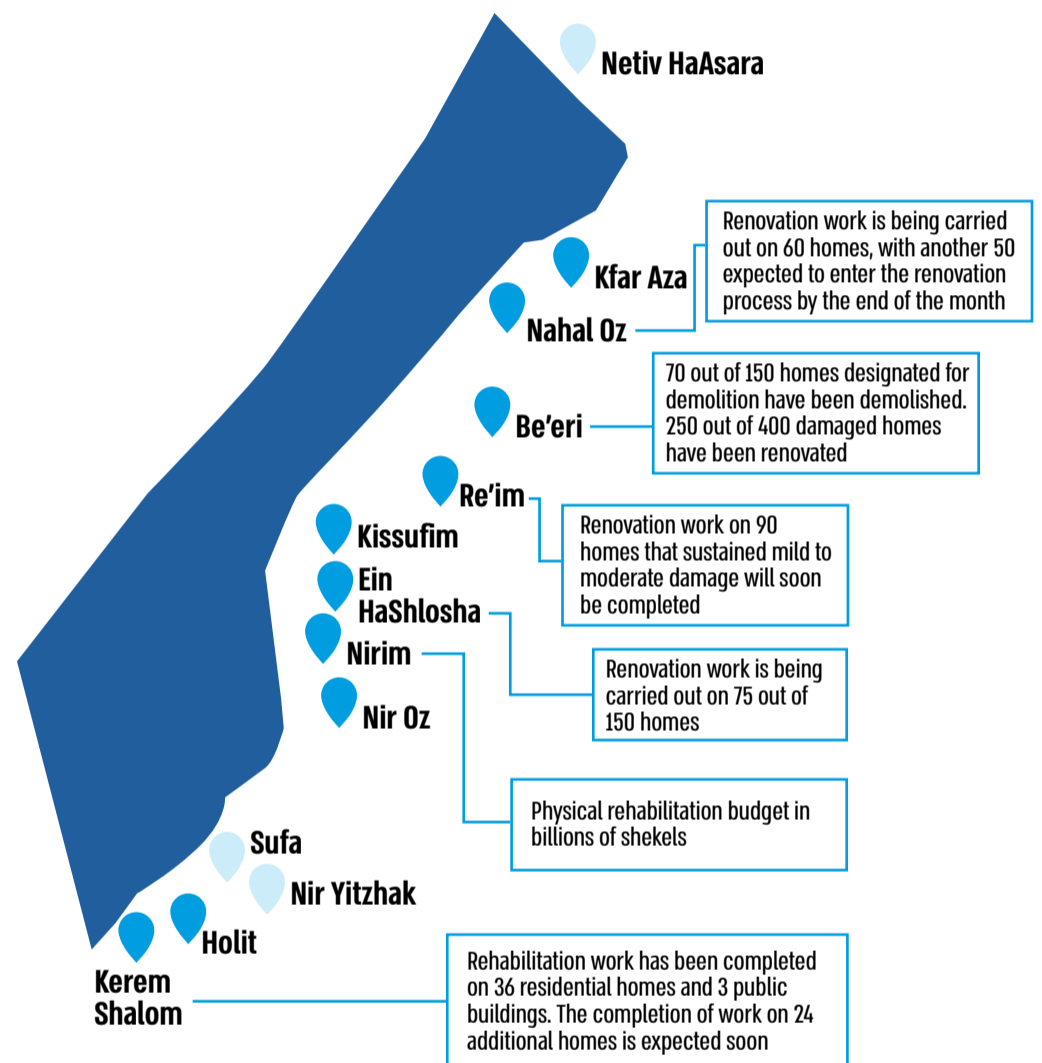 Netiv HaAsara
Renovation work is being carried
out on 60 homes, with another 50
expected to enter the renovation
process by the end of the month
Kfar Aza
Nahal Oz
70 out of 150 homes designated for
demolition have been demolished.
250 out of 400 damaged homes
have been renovated
Be'eri
Re'im
Renovation work on 90
homes that sustained mild to
moderate damage will soon
be completed
Kissufim
Ein
HaShlosha
Renovation work is being
carried out on 75 out of
150 homes
Nirim
Nir Oz
Physical rehabilitation budget in
billions of shekels
Sufa
Nir Yitzhak
Holit
Kerem
Shalom
Rehabilitation work has been completed
on 36 residential homes and 3 public
buildings. The completion of work on 24
additional homes is expected soon